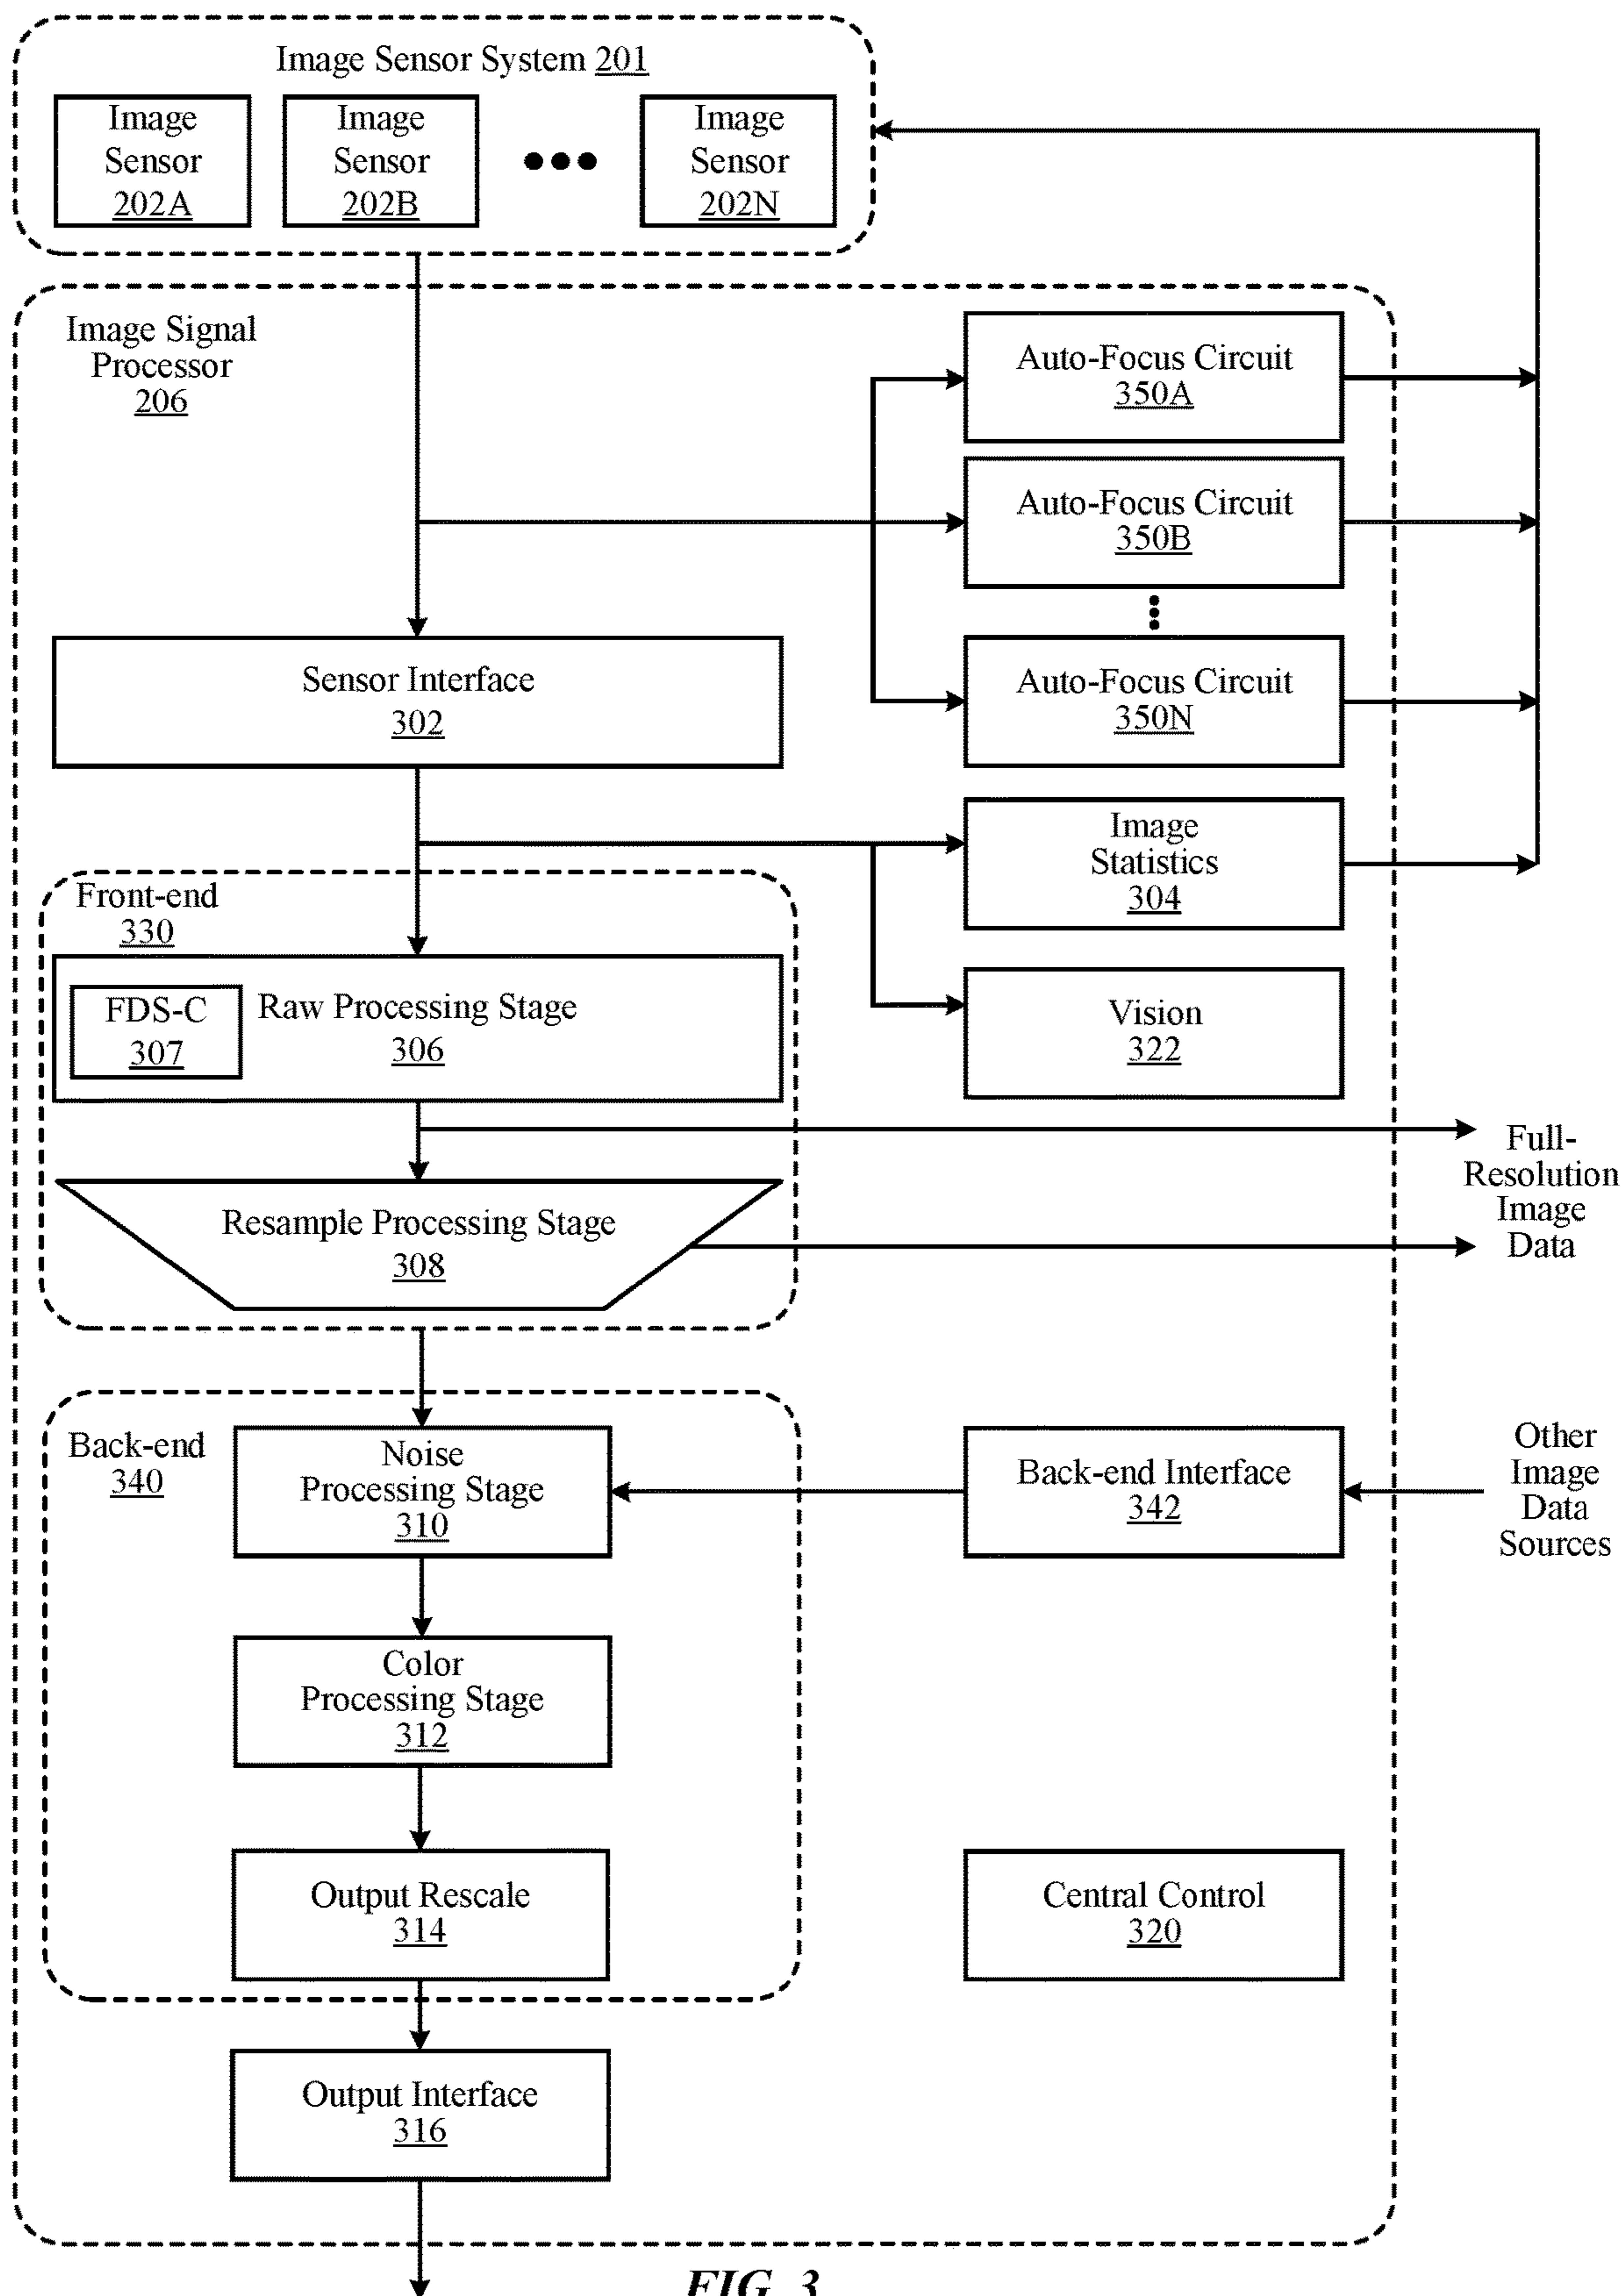 Image Sensor System 201
Image
Sensor
202A
Image
Sensor
202B
Image
Sensor
202N
Image Signal
Processor
206
Auto-Focus Circuit
350A
Auto-Focus Circuit
350B
Auto-Focus Circuit
350N
Sensor Interface
302
Image
Statistics
304
Front-end
330
FDS-C
307
Raw Processing Stage
306
Vision
322
Full-
Resolution
Image
Data
Resample Processing Stage
308
Back-end
340
Noise
Processing Stage
310
Back-end Interface
342
Other
Image
Data
Sources
Color
Processing Stage
312
Output Rescale
314
Central Control
320
Output Interface
316
FIG. 3